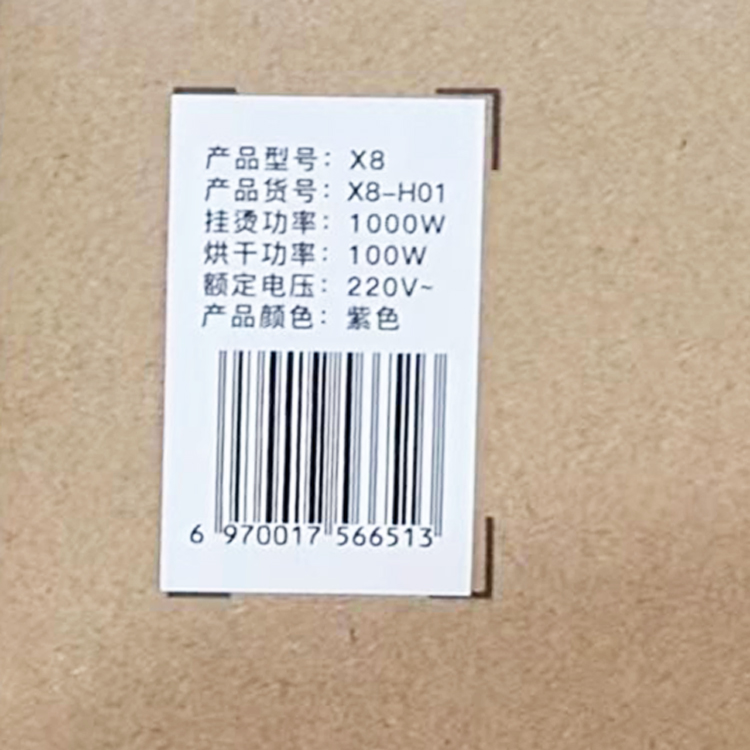 产品型号：X8
产品货号：X8-H01
挂烫功率：1000W
烘干功率：100W
额定电压：220V~
产品颜色：紫色
6 970017 566513